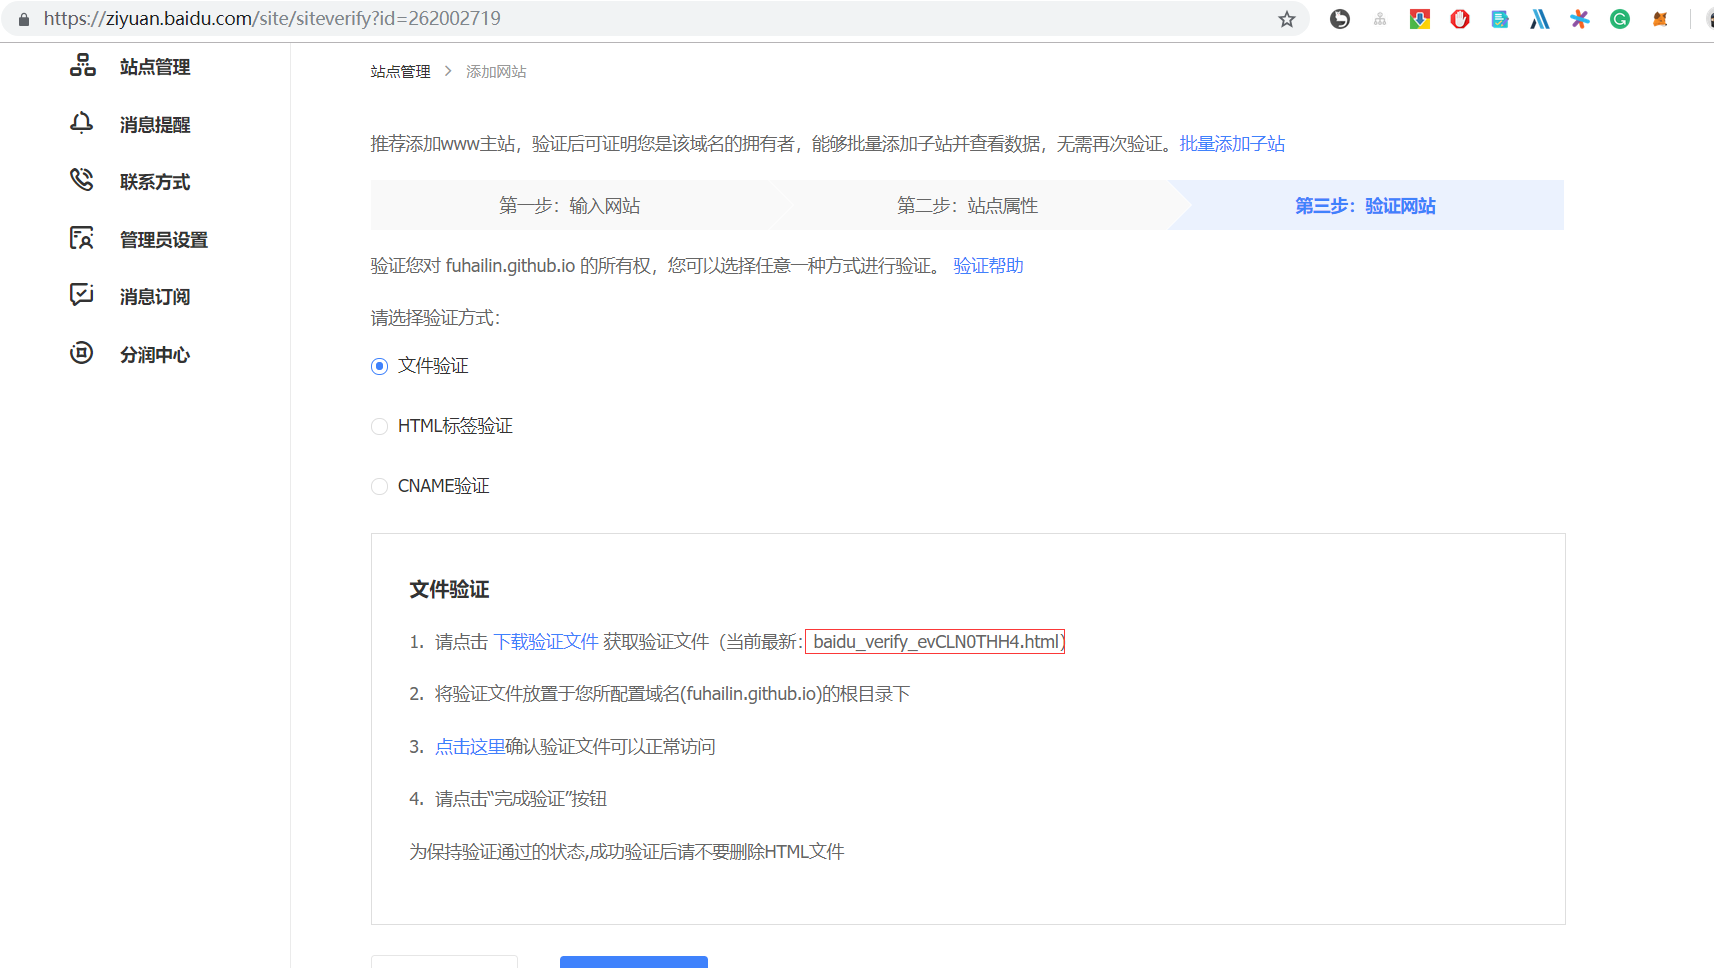 https://ziyuan.baidu.com/site/siteverify?id=262002719
站点管理
消息提醒
联系方式
管理员设置
消息订阅
分润中心
站点管理 > 添加网站
推荐添加www主站，验证后可证明您是该域名的拥有者，能够批量添加子站并查看数据，无需再次验证。批量添加子站
第一步：输入网站 第二步：站点属性 第三步：验证网站
验证您对 fuhailin.github.io 的所有权，您可以选择任意一种方式进行验证。 验证帮助
请选择验证方式：
文件验证
HTML标签验证
CNAME验证
文件验证
1. 请点击 下载验证文件 获取验证文件（当前最新：baidu_verify_evCLN0THH4.html）
2. 将验证文件放置于您所配置域名(fuhailin.github.io)的根目录下
3. 点击这里确认验证文件可以正常访问
4. 请点击“完成验证”按钮
为保持验证通过的状态,成功验证后请不要删除HTML文件